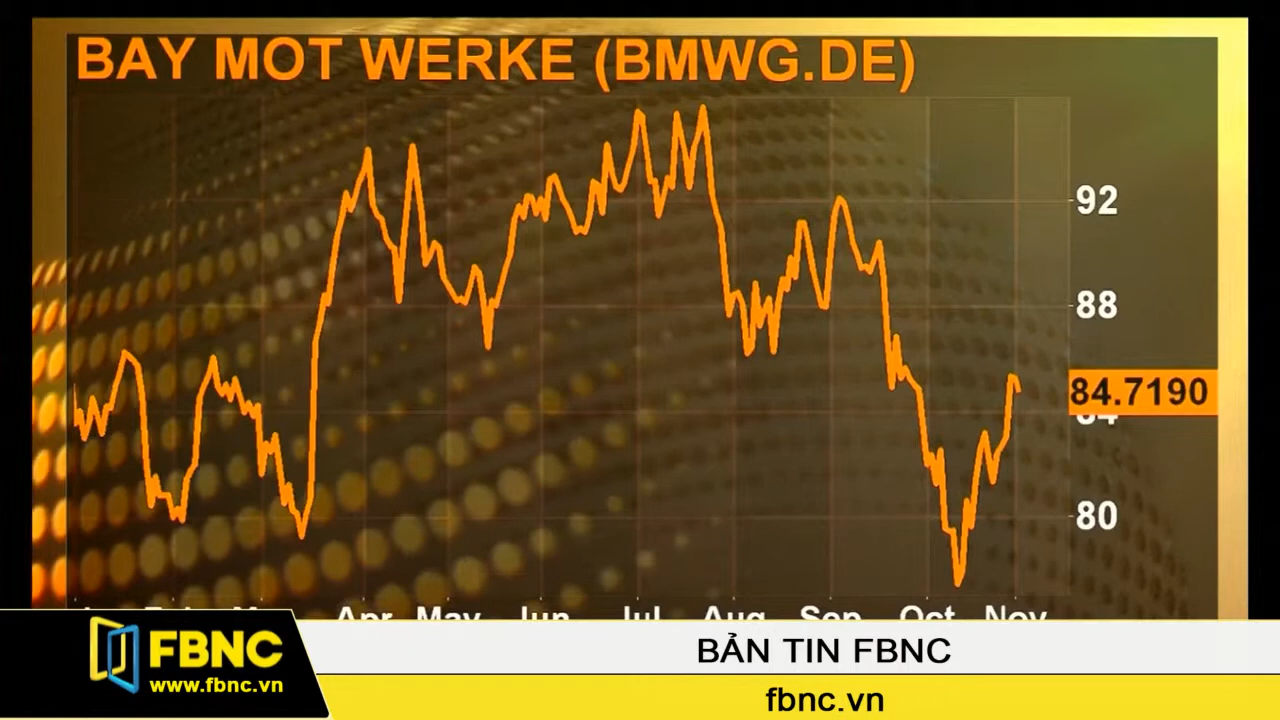 BAY MOT WERKE (BMWG.DE)
92
88
84.7190
84
80
Apr May Jun Jul Aug Sep Oct Nov
FBNC
www.fbnc.vn
BẢN TIN FBNC
fbnc.vn